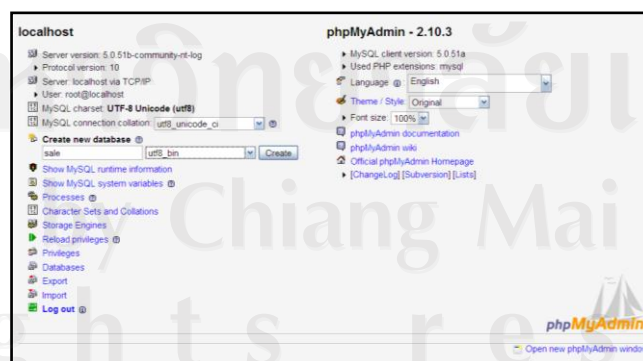 localhost
Server version: 5.0.51b-community-nt-log
Protocol version: 10
Server: localhost via TCP/IP
User: root@localhost
MySQL charset: UTF-8 Unicode (utf8)
MySQL connection collation: utf8_unicode_ci
Create new database
sale utf8_bin Create
Show MySQL runtime information
Show MySQL system variables
Processes
Character Sets and Collations
Storage Engines
Reload privileges
Privileges
Databases
Export
Import
Log out
phpMyAdmin - 2.10.3
MySQL client version: 5.0.51a
Used PHP extensions: mysql
Language: English
Theme / Style: Original
Font size: 100%
phpMyAdmin documentation
phpMyAdmin wiki
Official phpMyAdmin Homepage
[ChangeLog] [Subversion] [Lists]
phpMyAdmin
Open new phpMyAdmin window
Chiang Mai